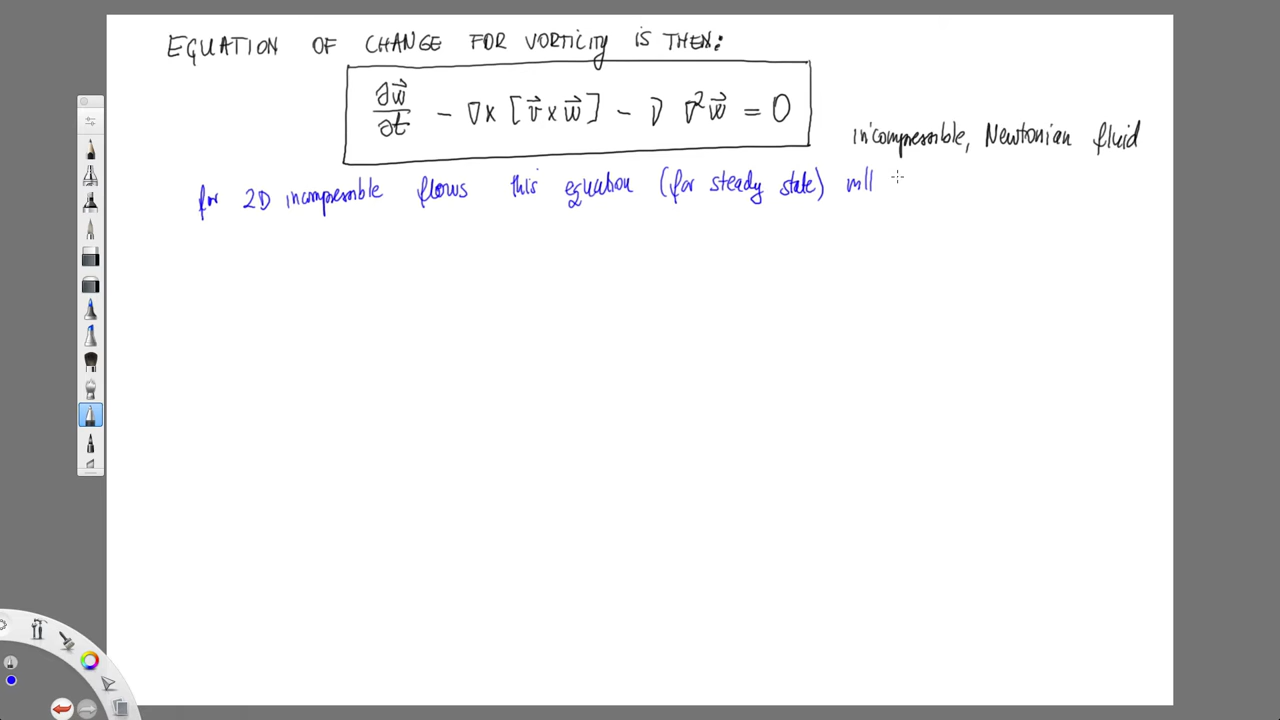 EQUATION OF CHANGE FOR VORTICITY IS THEN:
∂w⃗/∂t - ∇× [v⃗ × w⃗] - ν ∇²w⃗ = 0
incompressible, Newtonian fluid
for 2D incompressible flows this equation (for steady state) will